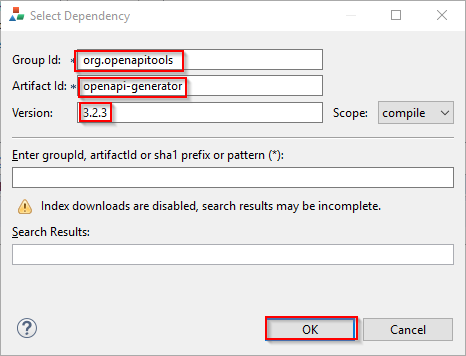 Select Dependency
Group Id: * org.openapitools
Artifact Id: * openapi-generator
Version: 3.2.3 Scope: compile
Enter groupId, artifactId or sha1 prefix or pattern (*):
Index downloads are disabled, search results may be incomplete.
Search Results:
? OK Cancel